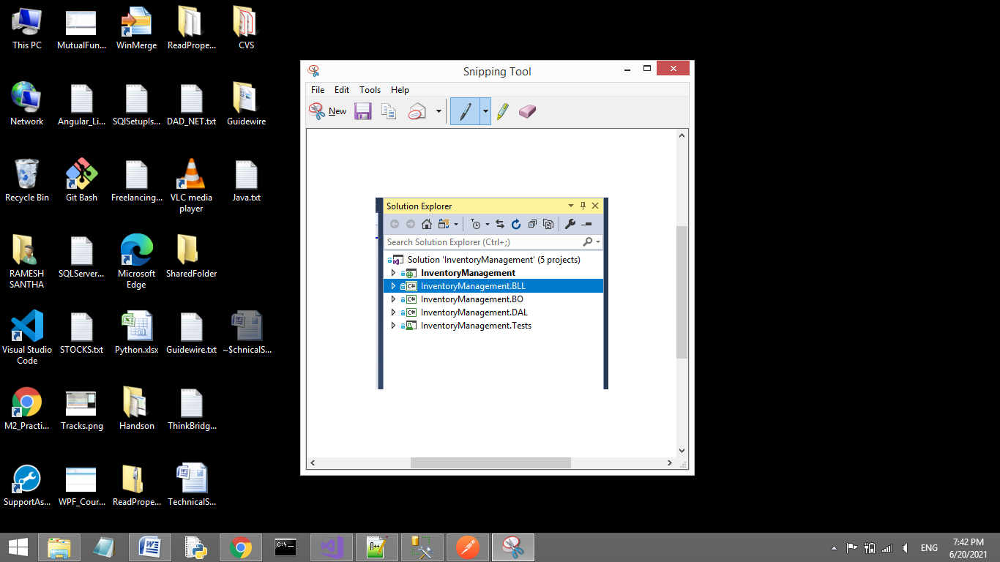 This PC
MutualFun...
WinMerge
ReadPrope...
CVS
Network
Angular_Li...
SQlSetupIs...
DAD_NET.txt
Guidewire
Recycle Bin
Git Bash
Freelancing...
VLC media
player
Java.txt
RAMESH
SANTHA
SQLServer...
Microsoft
Edge
SharedFolder
Visual Studio
Code
STOCKS.txt
Python.xlsx
Guidewire.txt
~$chnicalS...
M2_Practi...
Tracks.png
Handson
ThinkBridg...
SupportAs...
WPF_Cour...
ReadPrope...
TechnicalS...
Snipping Tool
File Edit Tools Help
New
Solution Explorer
Search Solution Explorer (Ctrl+;)
Solution 'InventoryManagement' (5 projects)
InventoryManagement
C# InventoryManagement.BLL
C# InventoryManagement.BO
C# InventoryManagement.DAL
InventoryManagement.Tests
ENG
7:42 PM
6/20/2021